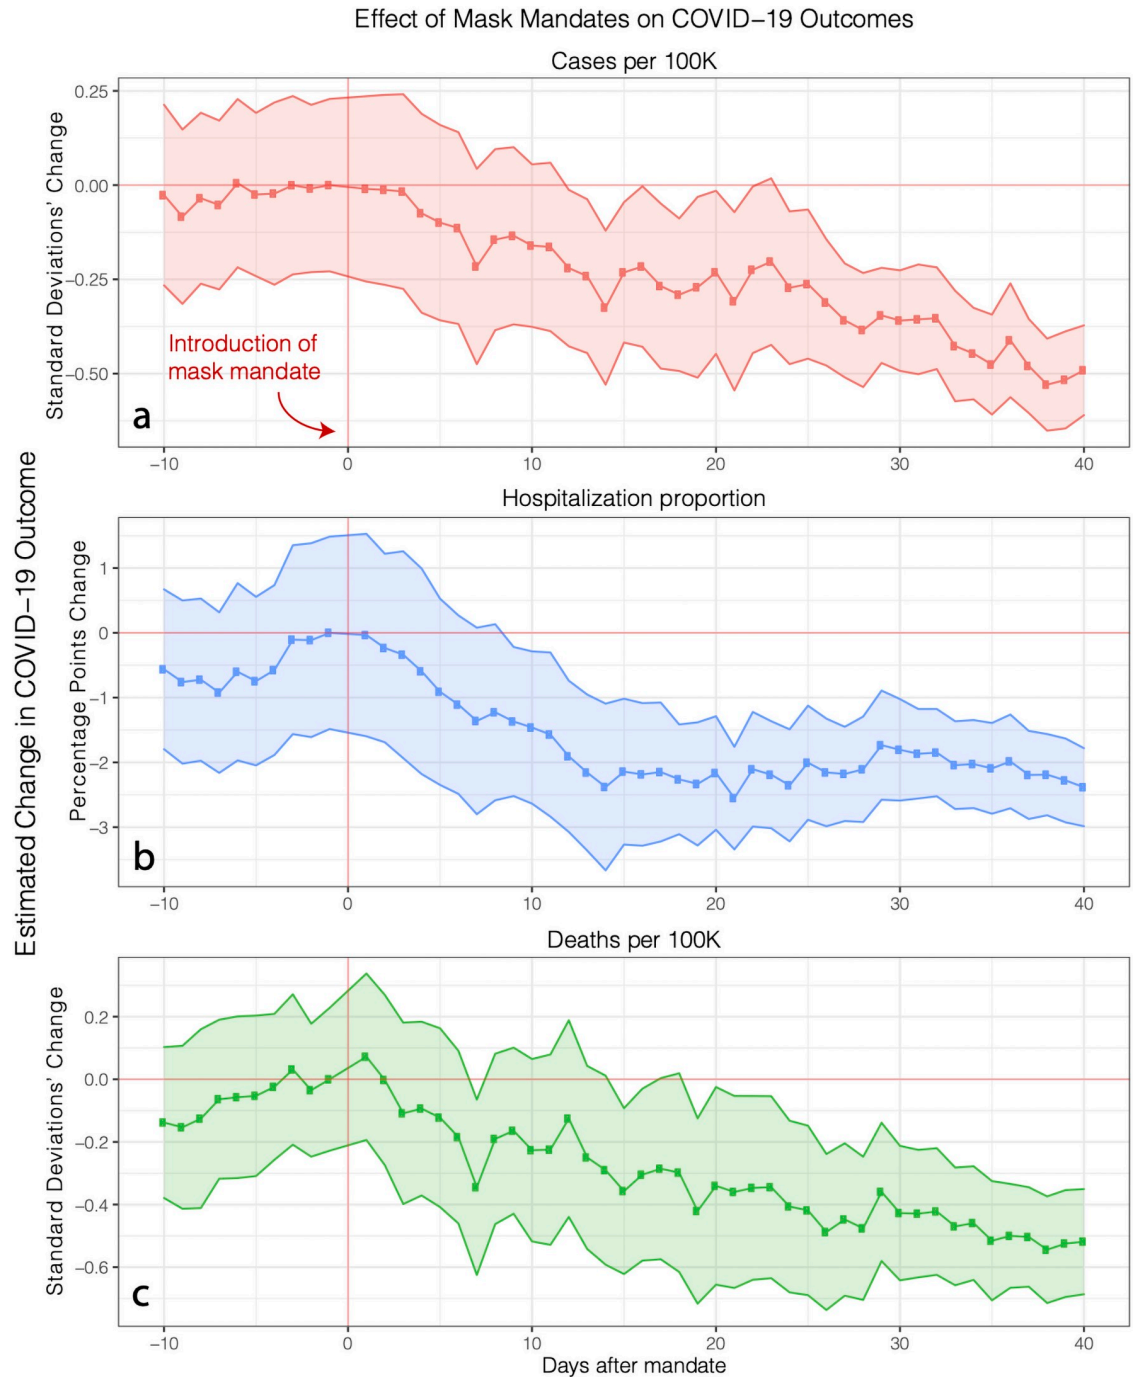 Effect of Mask Mandates on COVID−19 Outcomes
Estimated Change in COVID−19 Outcome
Cases per 100K
Standard Deviations' Change
0.25
0.00
−0.25
−0.50
Introduction of
mask mandate
a
−10 0 10 20 30 40
Hospitalization proportion
Percentage Points Change
1
0
−1
−2
−3
b
−10 0 10 20 30 40
Deaths per 100K
Standard Deviations' Change
0.2
0.0
−0.2
−0.4
−0.6
c
−10 0 10 20 30 40
Days after mandate